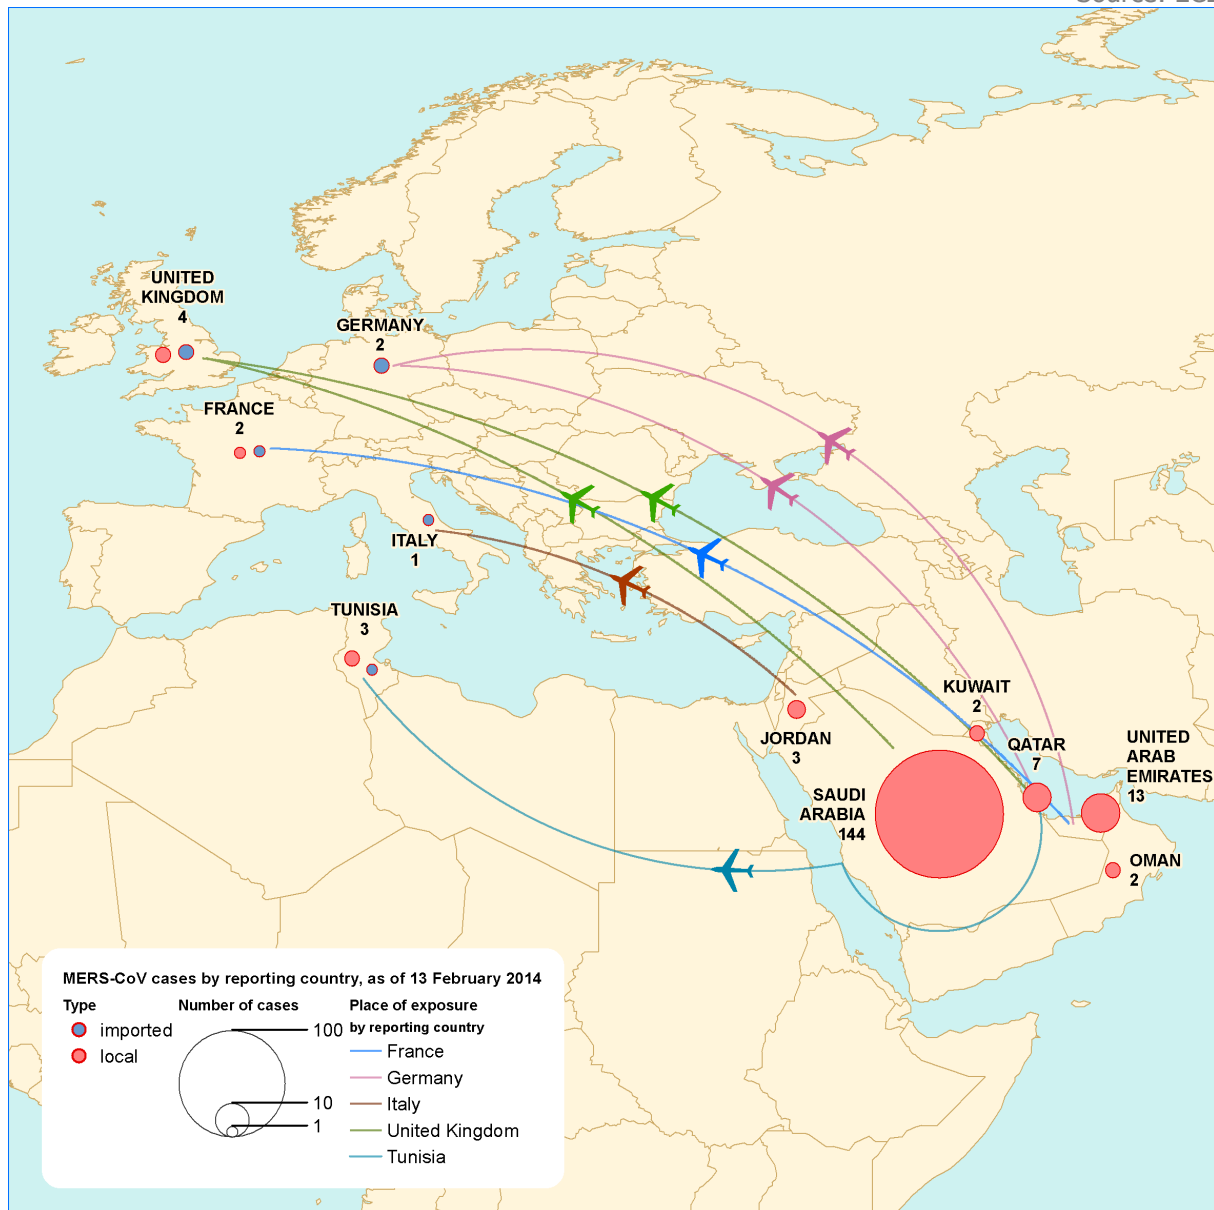 UNITED
KINGDOM
4
GERMANY
2
FRANCE
2
ITALY
1
TUNISIA
3
KUWAIT
2
QATAR
7
UNITED
ARAB
EMIRATES
13
JORDAN
3
SAUDI
ARABIA
144
OMAN
2
MERS-CoV cases by reporting country, as of 13 February 2014
Type
imported
local
Number of cases
100
10
1
Place of exposure
by reporting country
France
Germany
Italy
United Kingdom
Tunisia